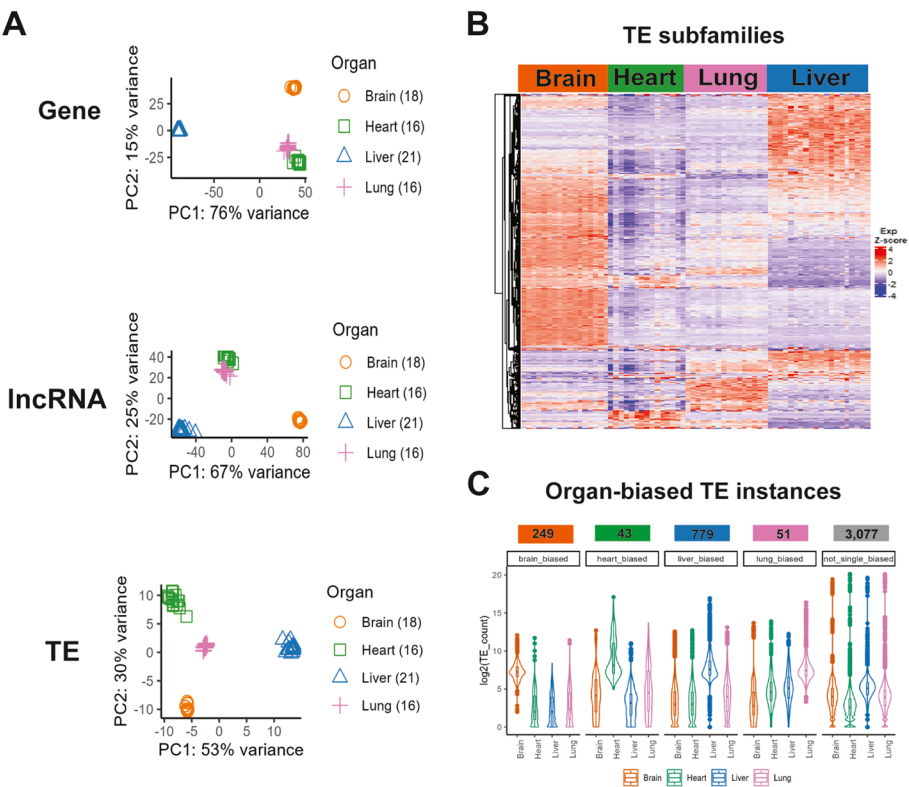 A
Gene
PC2: 15% variance
25
0
-25
-50
0
50
PC1: 76% variance
Organ
Brain (18)
Heart (16)
Liver (21)
Lung (16)
lncRNA
PC2: 25% variance
40
20
0
-20
-40
0
40
80
PC1: 67% variance
Organ
Brain (18)
Heart (16)
Liver (21)
Lung (16)
TE
PC2: 30% variance
10
5
0
-5
-10
-10
-5
0
5
10
PC1: 53% variance
Organ
Brain (18)
Heart (16)
Liver (21)
Lung (16)
B
TE subfamilies
Brain Heart Lung Liver
Exp
Z-score
4
2
0
-2
-4
C
Organ-biased TE instances
249 43 779 51 3,077
brain_biased heart_biased liver_biased lung_biased not_single_biased
log2(TE_count)
20
15
10
5
0
Brain Heart Liver Lung Brain Heart Liver Lung Brain Heart Liver Lung Brain Heart Liver Lung Brain Heart Liver Lung
Brain Heart Liver Lung